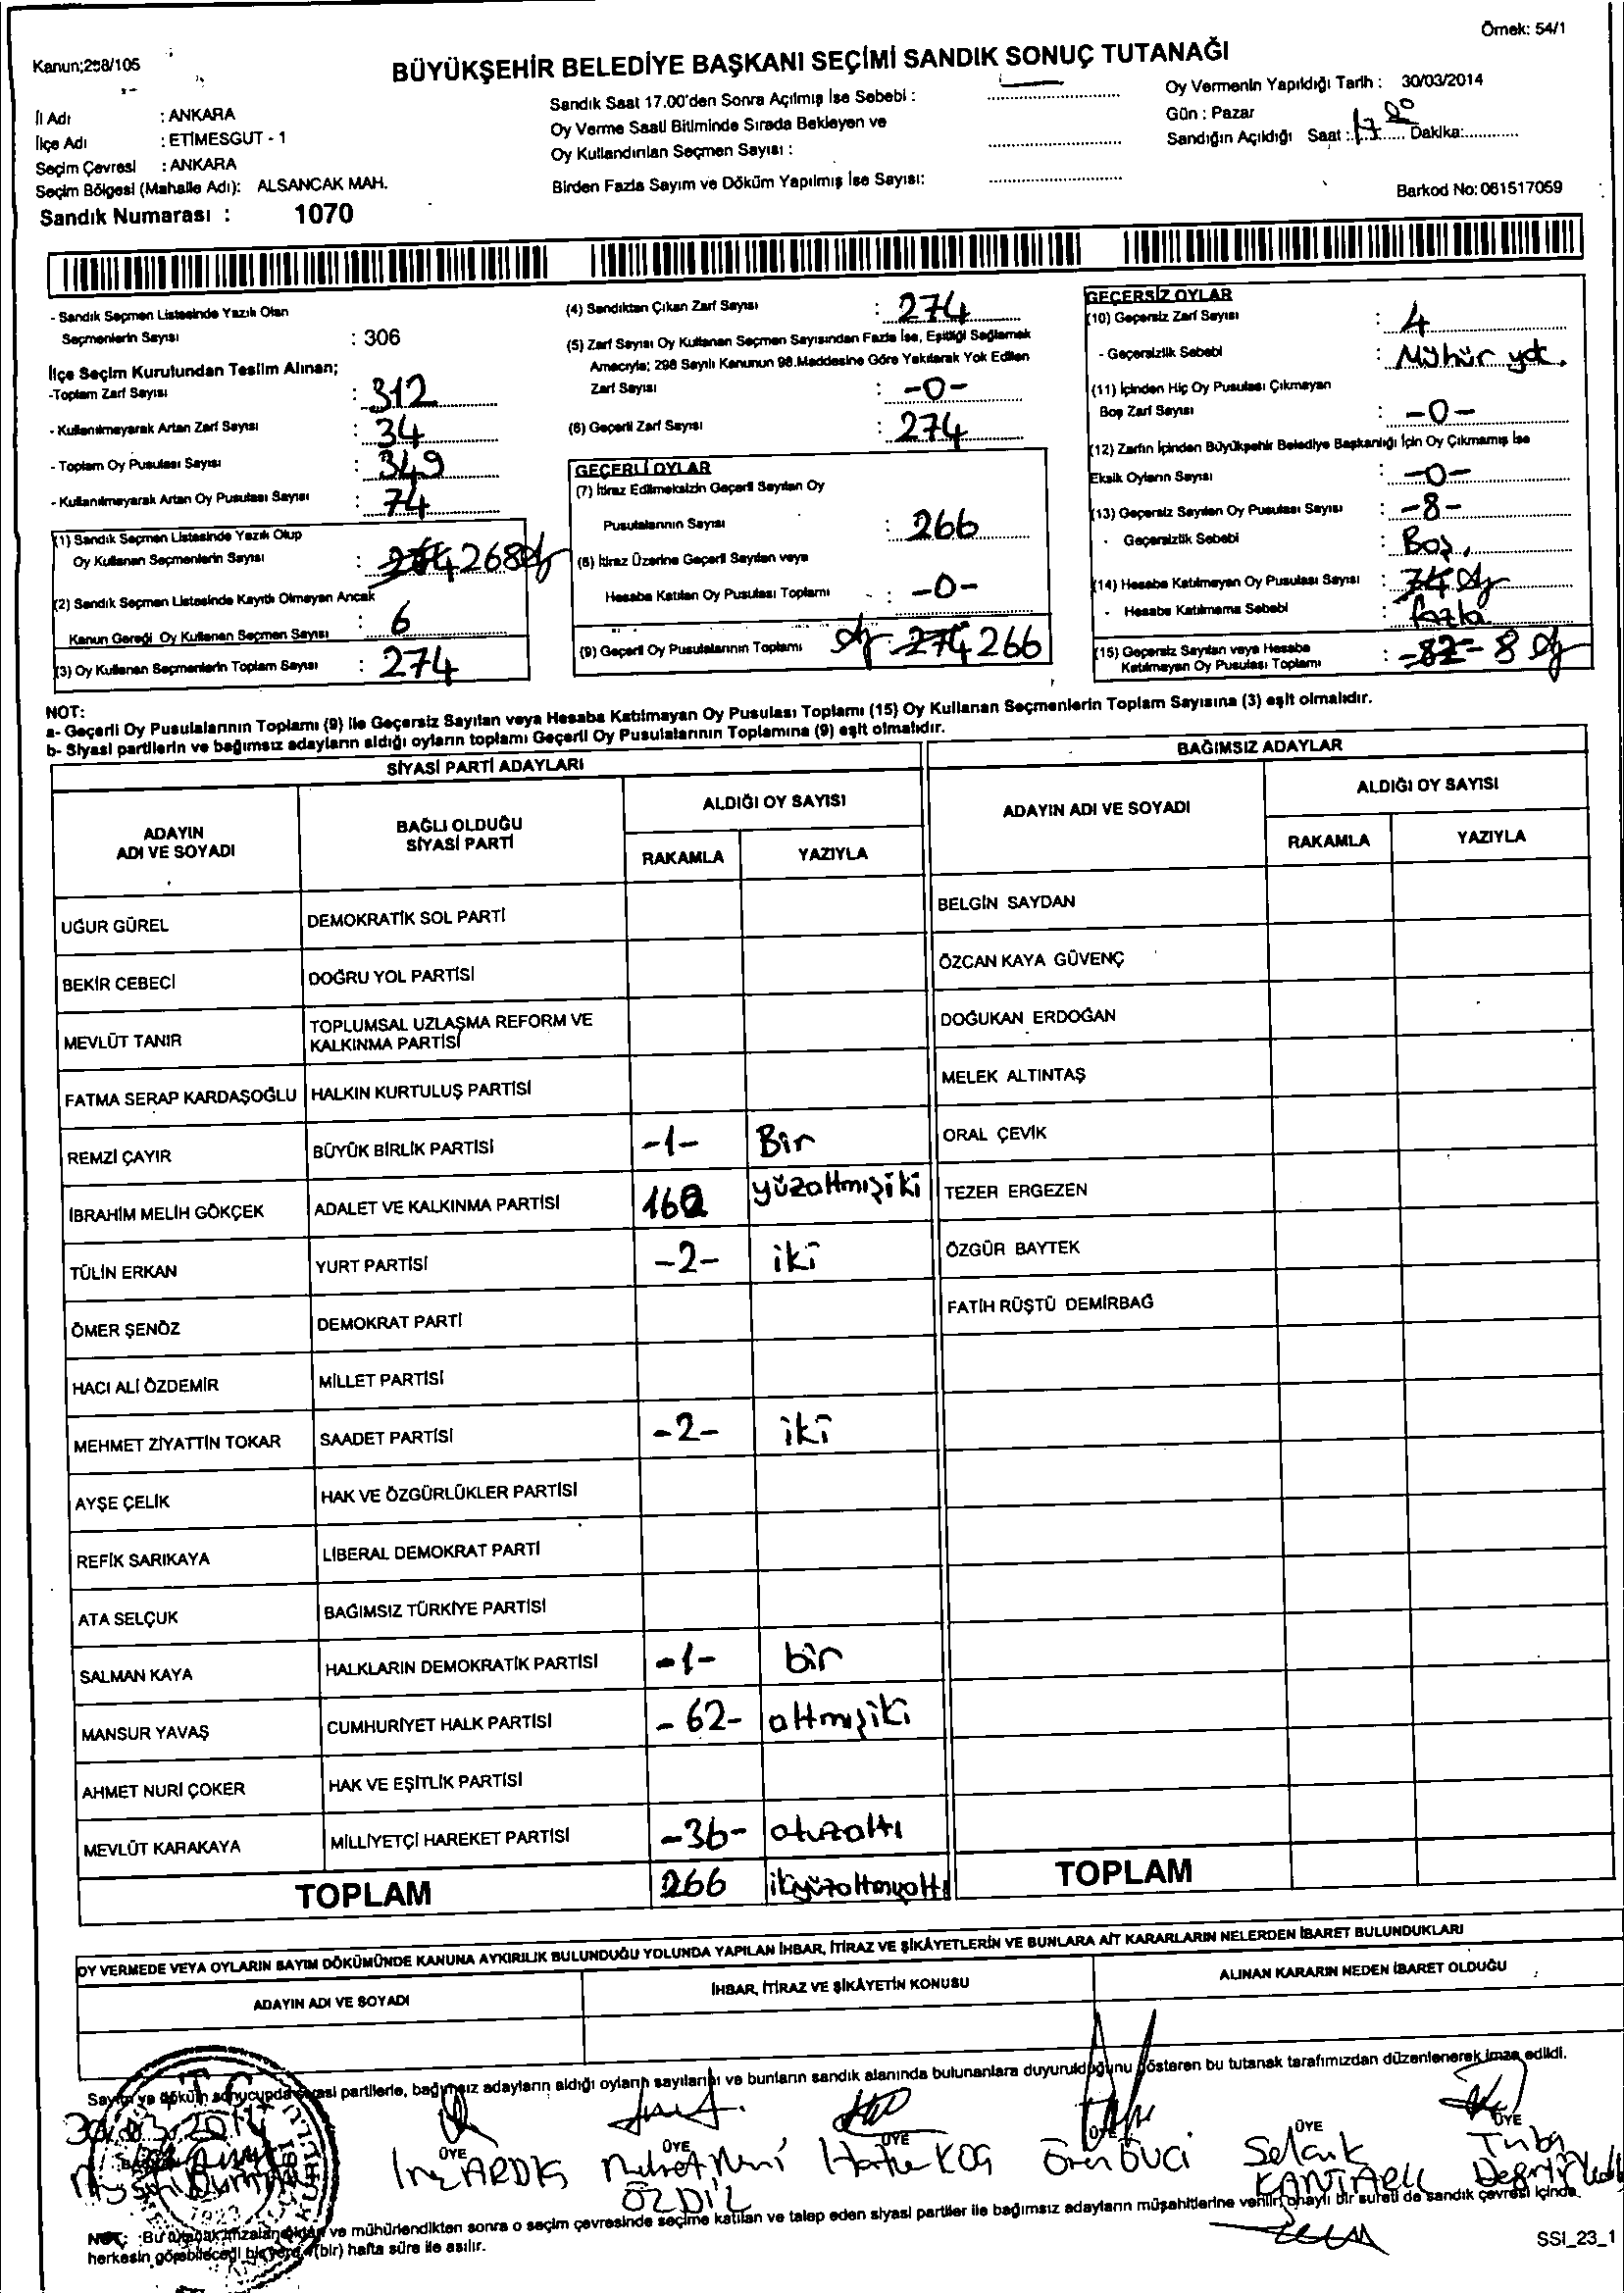 Örnek: 54/1
Kanun;298/105
BÜYÜKŞEHİR BELEDİYE BAŞKANI SEÇİMİ SANDIK SONUÇ TUTANAĞI
İl Adı : ANKARA
İlçe Adı : ETİMESGUT - 1
Seçim Çevresi : ANKARA
Seçim Bölgesi (Mahalle Adı): ALSANCAK MAH.
Sandık Numarası : 1070
Sandık Saat 17.00'den Sonra Açılmış İse Sebebi :
Oy Verme Saati Bitiminde Sırada Bekleyen ve
Oy Kullandırılan Seçmen Sayısı :
Birden Fazla Sayım ve Döküm Yapılmış İse Sayısı:
Oy Vermenin Yapıldığı Tarih : 30/03/2014
Gün : Pazar
Sandığın Açıldığı Saat : 17 Dakika:
Barkod No: 061517059
- Sandık Seçmen Listesinde Yazılı Olan
Seçmenlerin Sayısı : 306
İlçe Seçim Kurulundan Teslim Alınan;
-Toplam Zarf Sayısı : 312
- Kullanılmayarak Artan Zarf Sayısı : 34
- Toplam Oy Pusulası Sayısı : 349
- Kullanılmayarak Artan Oy Pusulası Sayısı : 74
(1) Sandık Seçmen Listesinde Yazılı Olup
Oy Kullanan Seçmenlerin Sayısı : 268
(2) Sandık Seçmen Listesinde Kayıtlı Olmayan Ancak
Kanun Gereği Oy Kullanan Seçmen Sayısı : 6
(3) Oy Kullanan Seçmenlerin Toplam Sayısı : 274
(4) Sandıktan Çıkan Zarf Sayısı : 274
(5) Zarf Sayısı Oy Kullanan Seçmen Sayısından Fazla İse, Eşitliği Sağlamak
Amacıyla; 298 Sayılı Kanunun 98.Maddesine Göre Yakılarak Yok Edilen
Zarf Sayısı : -0-
(6) Geçerli Zarf Sayısı : 274
GEÇERLİ OYLAR
(7) İtiraz Edilmeksizin Geçerli Sayılan Oy
Pusulalarının Sayısı : 266
(8) İtiraz Üzerine Geçerli Sayılan veya
Hesaba Katılan Oy Pusulası Toplamı : -0-
(9) Geçerli Oy Pusulalarının Toplamı : 274 266
GEÇERSİZ OYLAR
(10) Geçersiz Zarf Sayısı : 4
- Geçersizlik Sebebi : Mühür yok.
(11) İçinden Hiç Oy Pusulası Çıkmayan
Boş Zarf Sayısı : -0-
(12) Zarfın İçinden Büyükşehir Belediye Başkanlığı İçin Oy Çıkmamış İse
Eksik Oyların Sayısı : -0-
(13) Geçersiz Sayılan Oy Pusulası Sayısı : -8-
- Geçersizlik Sebebi : Boş,
(14) Hesaba Katılmayan Oy Pusulası Sayısı : 74
- Hesaba Katılmama Sebebi : fazla
(15) Geçersiz Sayılan veya Hesaba
Katılmayan Oy Pusulası Toplamı : -82- 8
NOT:
a- Geçerli Oy Pusulalarının Toplamı (9) ile Geçersiz Sayılan veya Hesaba Katılmayan Oy Pusulası Toplamı (15) Oy Kullanan Seçmenlerin Toplam Sayısına (3) eşit olmalıdır.
b- Siyasi partilerin ve bağımsız adayların aldığı oyların toplamı Geçerli Oy Pusulalarının Toplamına (9) eşit olmalıdır.
SİYASİ PARTİ ADAYLARI
BAĞIMSIZ ADAYLAR
ADAYIN ADI VE SOYADI
BAĞLI OLDUĞU SİYASİ PARTİ
ALDIĞI OY SAYISI
RAKAMLA YAZIYLA
ADAYIN ADI VE SOYADI
ALDIĞI OY SAYISI
RAKAMLA YAZIYLA
UĞUR GÜREL DEMOKRATİK SOL PARTİ BELGİN SAYDAN
BEKİR CEBECİ DOĞRU YOL PARTİSİ ÖZCAN KAYA GÜVENÇ
MEVLÜT TANIR TOPLUMSAL UZLAŞMA REFORM VE KALKINMA PARTİSİ DOĞUKAN ERDOĞAN
FATMA SERAP KARDAŞOĞLU HALKIN KURTULUŞ PARTİSİ MELEK ALTINTAŞ
REMZİ ÇAYIR BÜYÜK BİRLİK PARTİSİ -1- Bir ORAL ÇEVİK
İBRAHİM MELİH GÖKÇEK ADALET VE KALKINMA PARTİSİ 162 yüzaltmışiki TEZER ERGEZEN
TÜLİN ERKAN YURT PARTİSİ -2- iki ÖZGÜR BAYTEK
ÖMER ŞENÖZ DEMOKRAT PARTİ FATİH RÜŞTÜ DEMİRBAĞ
HACI ALİ ÖZDEMİR MİLLET PARTİSİ
MEHMET ZİYATTİN TOKAR SAADET PARTİSİ -2- iki
AYŞE ÇELİK HAK VE ÖZGÜRLÜKLER PARTİSİ
REFİK SARIKAYA LİBERAL DEMOKRAT PARTİ
ATA SELÇUK BAĞIMSIZ TÜRKİYE PARTİSİ
SALMAN KAYA HALKLARIN DEMOKRATİK PARTİSİ -1- bir
MANSUR YAVAŞ CUMHURİYET HALK PARTİSİ - 62- altmışiki
AHMET NURİ ÇOKER HAK VE EŞİTLİK PARTİSİ
MEVLÜT KARAKAYA MİLLİYETÇİ HAREKET PARTİSİ -36- otuzaltı
TOPLAM 266 ikiyüzaltmışaltı TOPLAM
OY VERMEDE VEYA OYLARIN SAYIM DÖKÜMÜNDE KANUNA AYKIRILIK BULUNDUĞU YOLUNDA YAPILAN İHBAR, İTİRAZ VE ŞİKÂYETLERİN VE BUNLARA AİT KARARLARIN NELERDEN İBARET BULUNDUKLARI
ADAYIN ADI VE SOYADI İHBAR, İTİRAZ VE ŞİKÂYETİN KONUSU ALINAN KARARIN NEDEN İBARET OLDUĞU
Sayım ve döküm sonucunda siyasi partilerle, bağımsız adayların aldığı oyların sayılarını ve bunların sandık alanında bulunanlara duyurulduğunu gösteren bu tutanak tarafımızdan düzenlenerek imza edildi.
30.03.2014
ÜYE ÜYE ÜYE ÜYE ÜYE ÜYE
ARDIÇ Hatice KOÇ Selçuk Tuba
ÖZDİL
NOT: Bu tutanak imzalandıktan ve mühürlendikten sonra o seçim çevresinde seçime katılan ve talep eden siyasi partiler ile bağımsız adayların müşahitlerine verilir, onaylı bir sureti de sandık çevresi içinde
herkesin görebileceği bir yere (bir) hafta süre ile asılır.
SSI_23_1